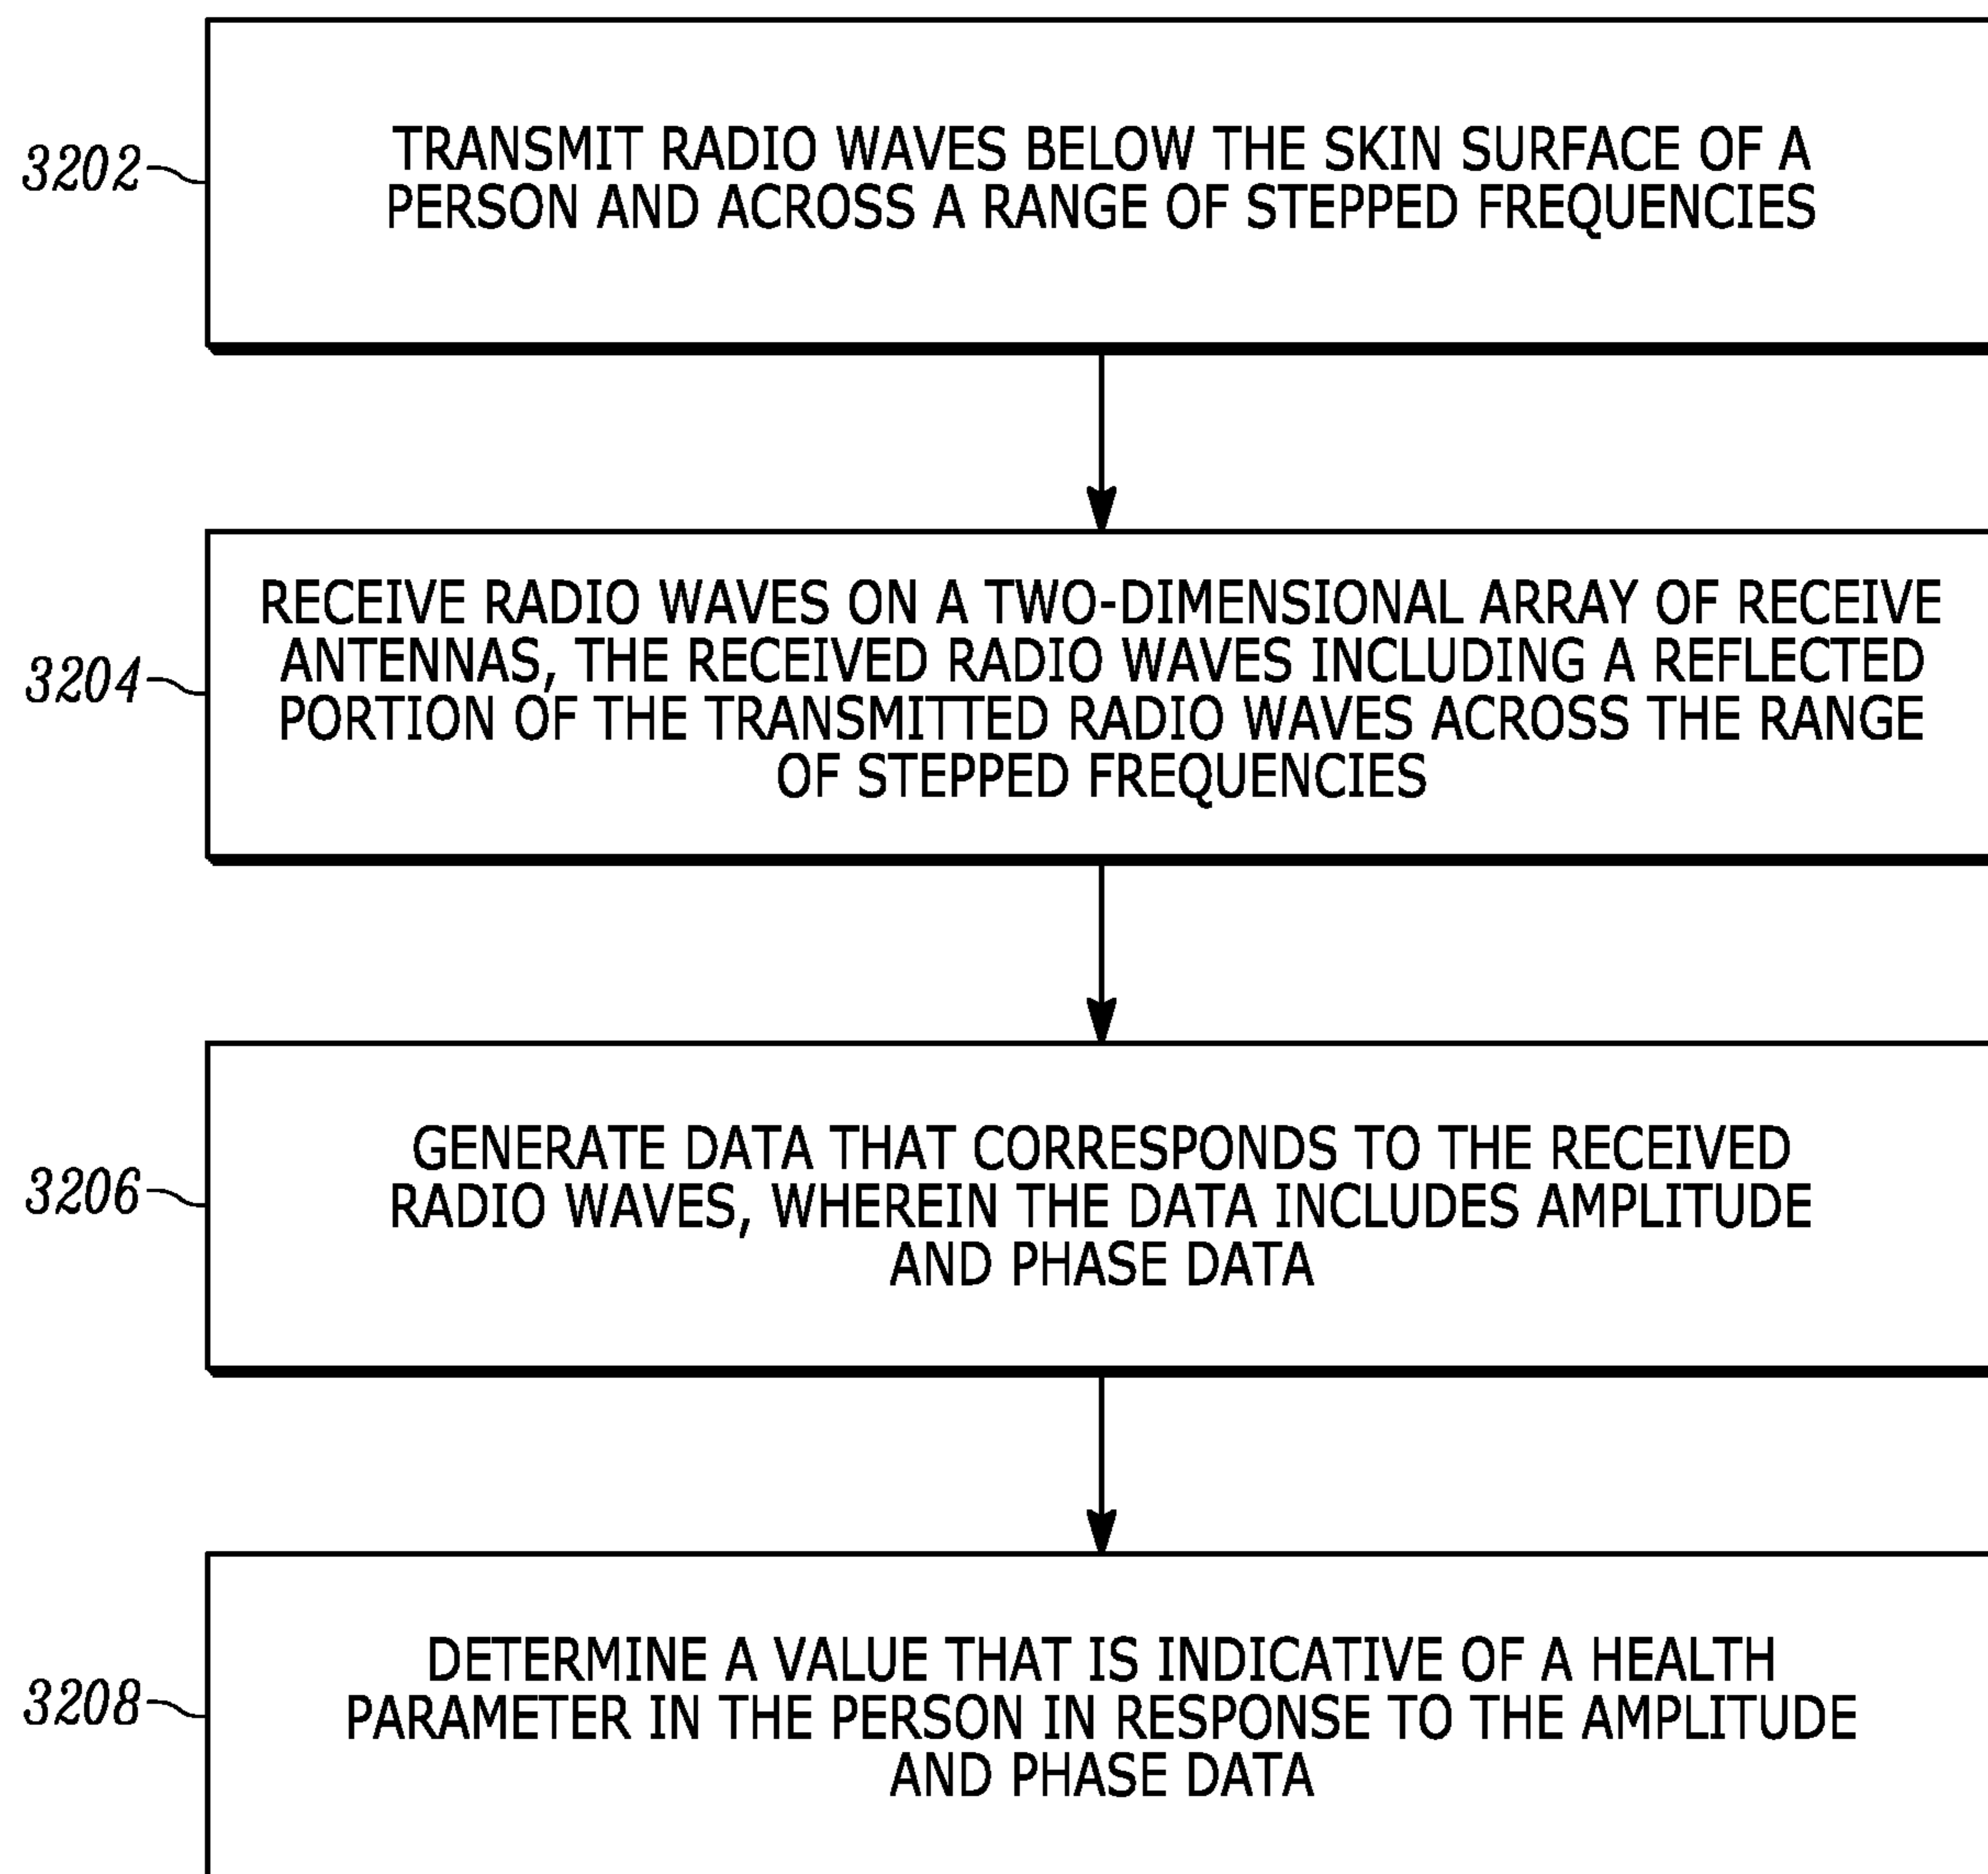 3202
TRANSMIT RADIO WAVES BELOW THE SKIN SURFACE OF A
PERSON AND ACROSS A RANGE OF STEPPED FREQUENCIES
3204
RECEIVE RADIO WAVES ON A TWO-DIMENSIONAL ARRAY OF RECEIVE
ANTENNAS, THE RECEIVED RADIO WAVES INCLUDING A REFLECTED
PORTION OF THE TRANSMITTED RADIO WAVES ACROSS THE RANGE
OF STEPPED FREQUENCIES
3206
GENERATE DATA THAT CORRESPONDS TO THE RECEIVED
RADIO WAVES, WHEREIN THE DATA INCLUDES AMPLITUDE
AND PHASE DATA
3208
DETERMINE A VALUE THAT IS INDICATIVE OF A HEALTH
PARAMETER IN THE PERSON IN RESPONSE TO THE AMPLITUDE
AND PHASE DATA